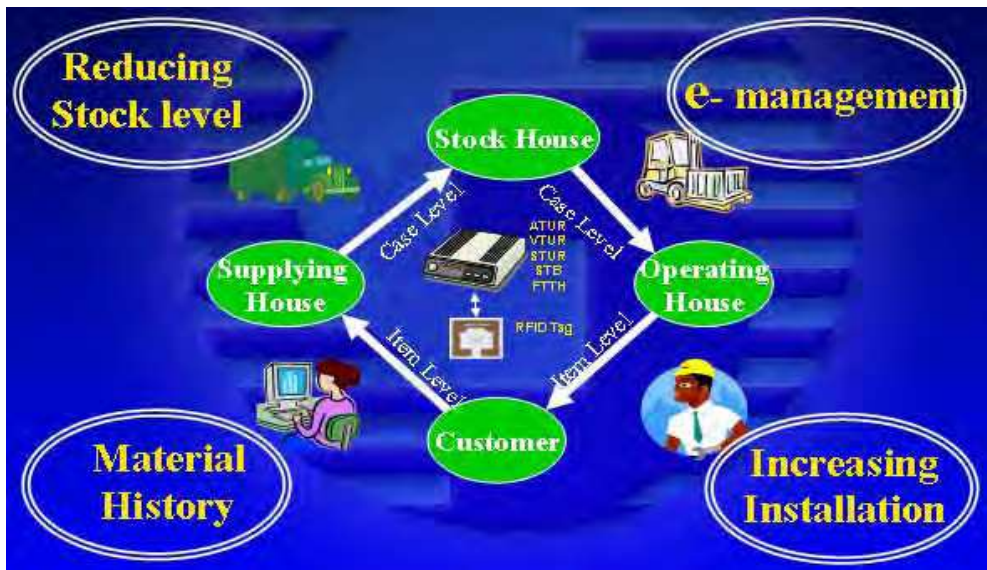 Reducing
Stock level
e- management
Stock House
Case Level
Case Level
ATUR
VTUR
STUR
STB
FTTH
Supplying
House
Operating
House
RFID Tag
Item Level
Item Level
Customer
Material
History
Increasing
Installation